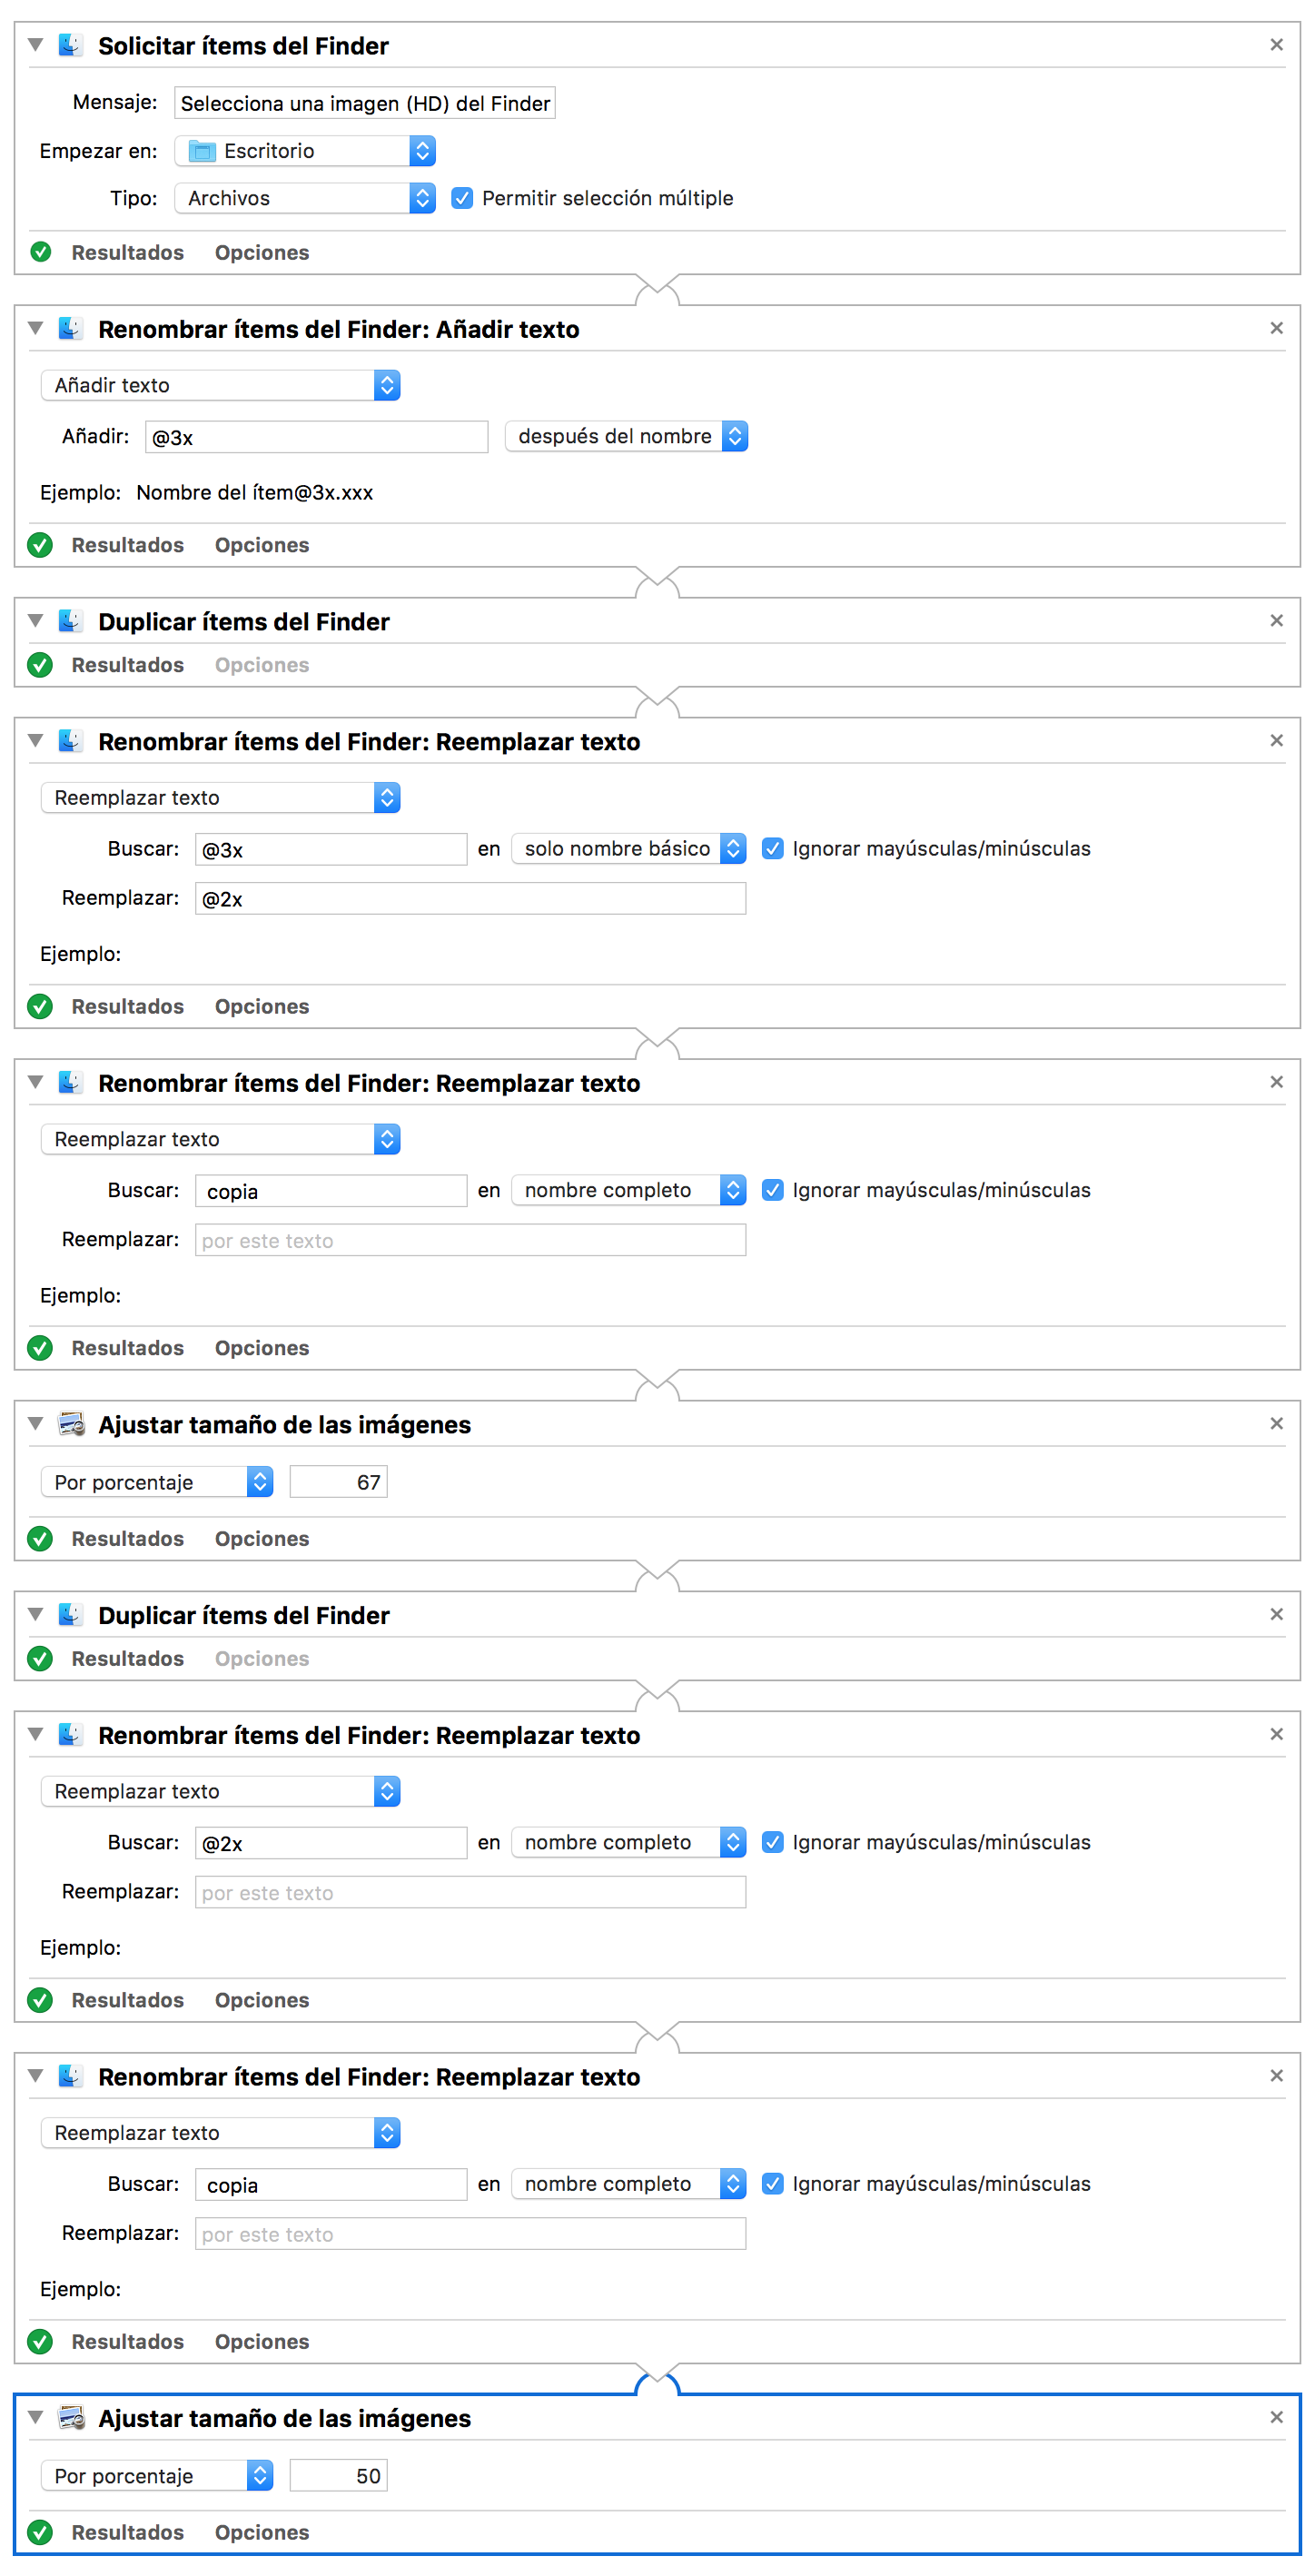 Solicitar ítems del Finder
Mensaje: Selecciona una imagen (HD) del Finder
Empezar en: Escritorio
Tipo: Archivos Permitir selección múltiple
Resultados Opciones
Renombrar ítems del Finder: Añadir texto
Añadir texto
Añadir: @3x después del nombre
Ejemplo: Nombre del ítem@3x.xxx
Resultados Opciones
Duplicar ítems del Finder
Resultados Opciones
Renombrar ítems del Finder: Reemplazar texto
Reemplazar texto
Buscar: @3x en solo nombre básico Ignorar mayúsculas/minúsculas
Reemplazar: @2x
Ejemplo:
Resultados Opciones
Renombrar ítems del Finder: Reemplazar texto
Reemplazar texto
Buscar: copia en nombre completo Ignorar mayúsculas/minúsculas
Reemplazar: por este texto
Ejemplo:
Resultados Opciones
Ajustar tamaño de las imágenes
Por porcentaje 67
Resultados Opciones
Duplicar ítems del Finder
Resultados Opciones
Renombrar ítems del Finder: Reemplazar texto
Reemplazar texto
Buscar: @2x en nombre completo Ignorar mayúsculas/minúsculas
Reemplazar: por este texto
Ejemplo:
Resultados Opciones
Renombrar ítems del Finder: Reemplazar texto
Reemplazar texto
Buscar: copia en nombre completo Ignorar mayúsculas/minúsculas
Reemplazar: por este texto
Ejemplo:
Resultados Opciones
Ajustar tamaño de las imágenes
Por porcentaje 50
Resultados Opciones